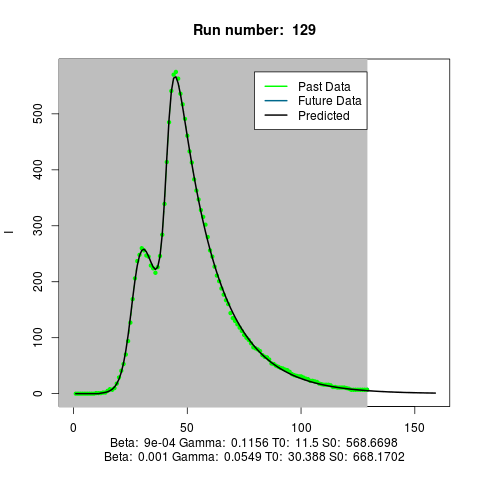 Run number: 129
Past Data
Future Data
Predicted
500
400
300
200
100
0
I
0 50 100 150
Beta: 9e-04 Gamma: 0.1156 T0: 11.5 S0: 568.6698
Beta: 0.001 Gamma: 0.0549 T0: 30.388 S0: 668.1702